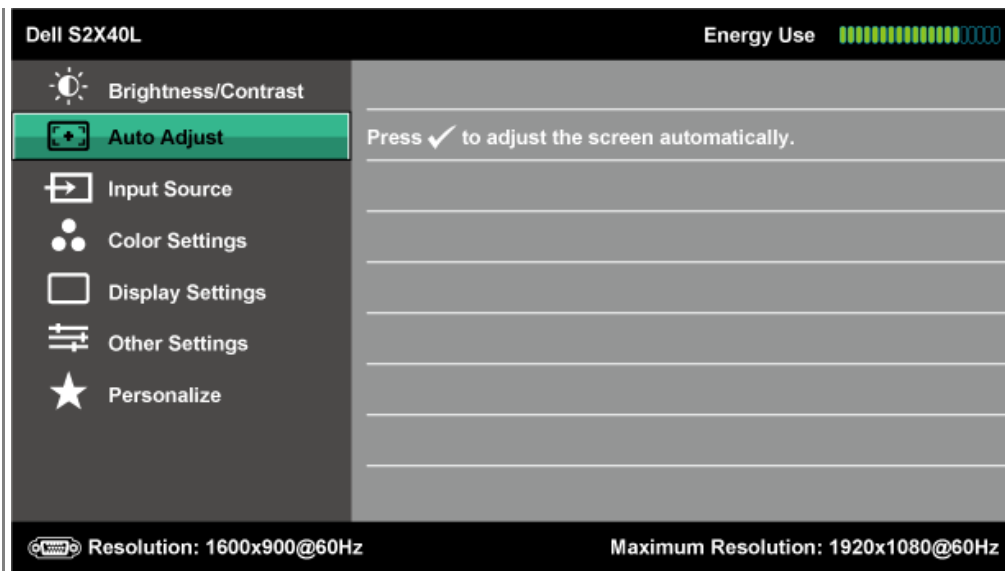 Dell S2X40L Energy Use
Brightness/Contrast
Auto Adjust Press ✓ to adjust the screen automatically.
Input Source
Color Settings
Display Settings
Other Settings
Personalize
Resolution: 1600x900@60Hz Maximum Resolution: 1920x1080@60Hz